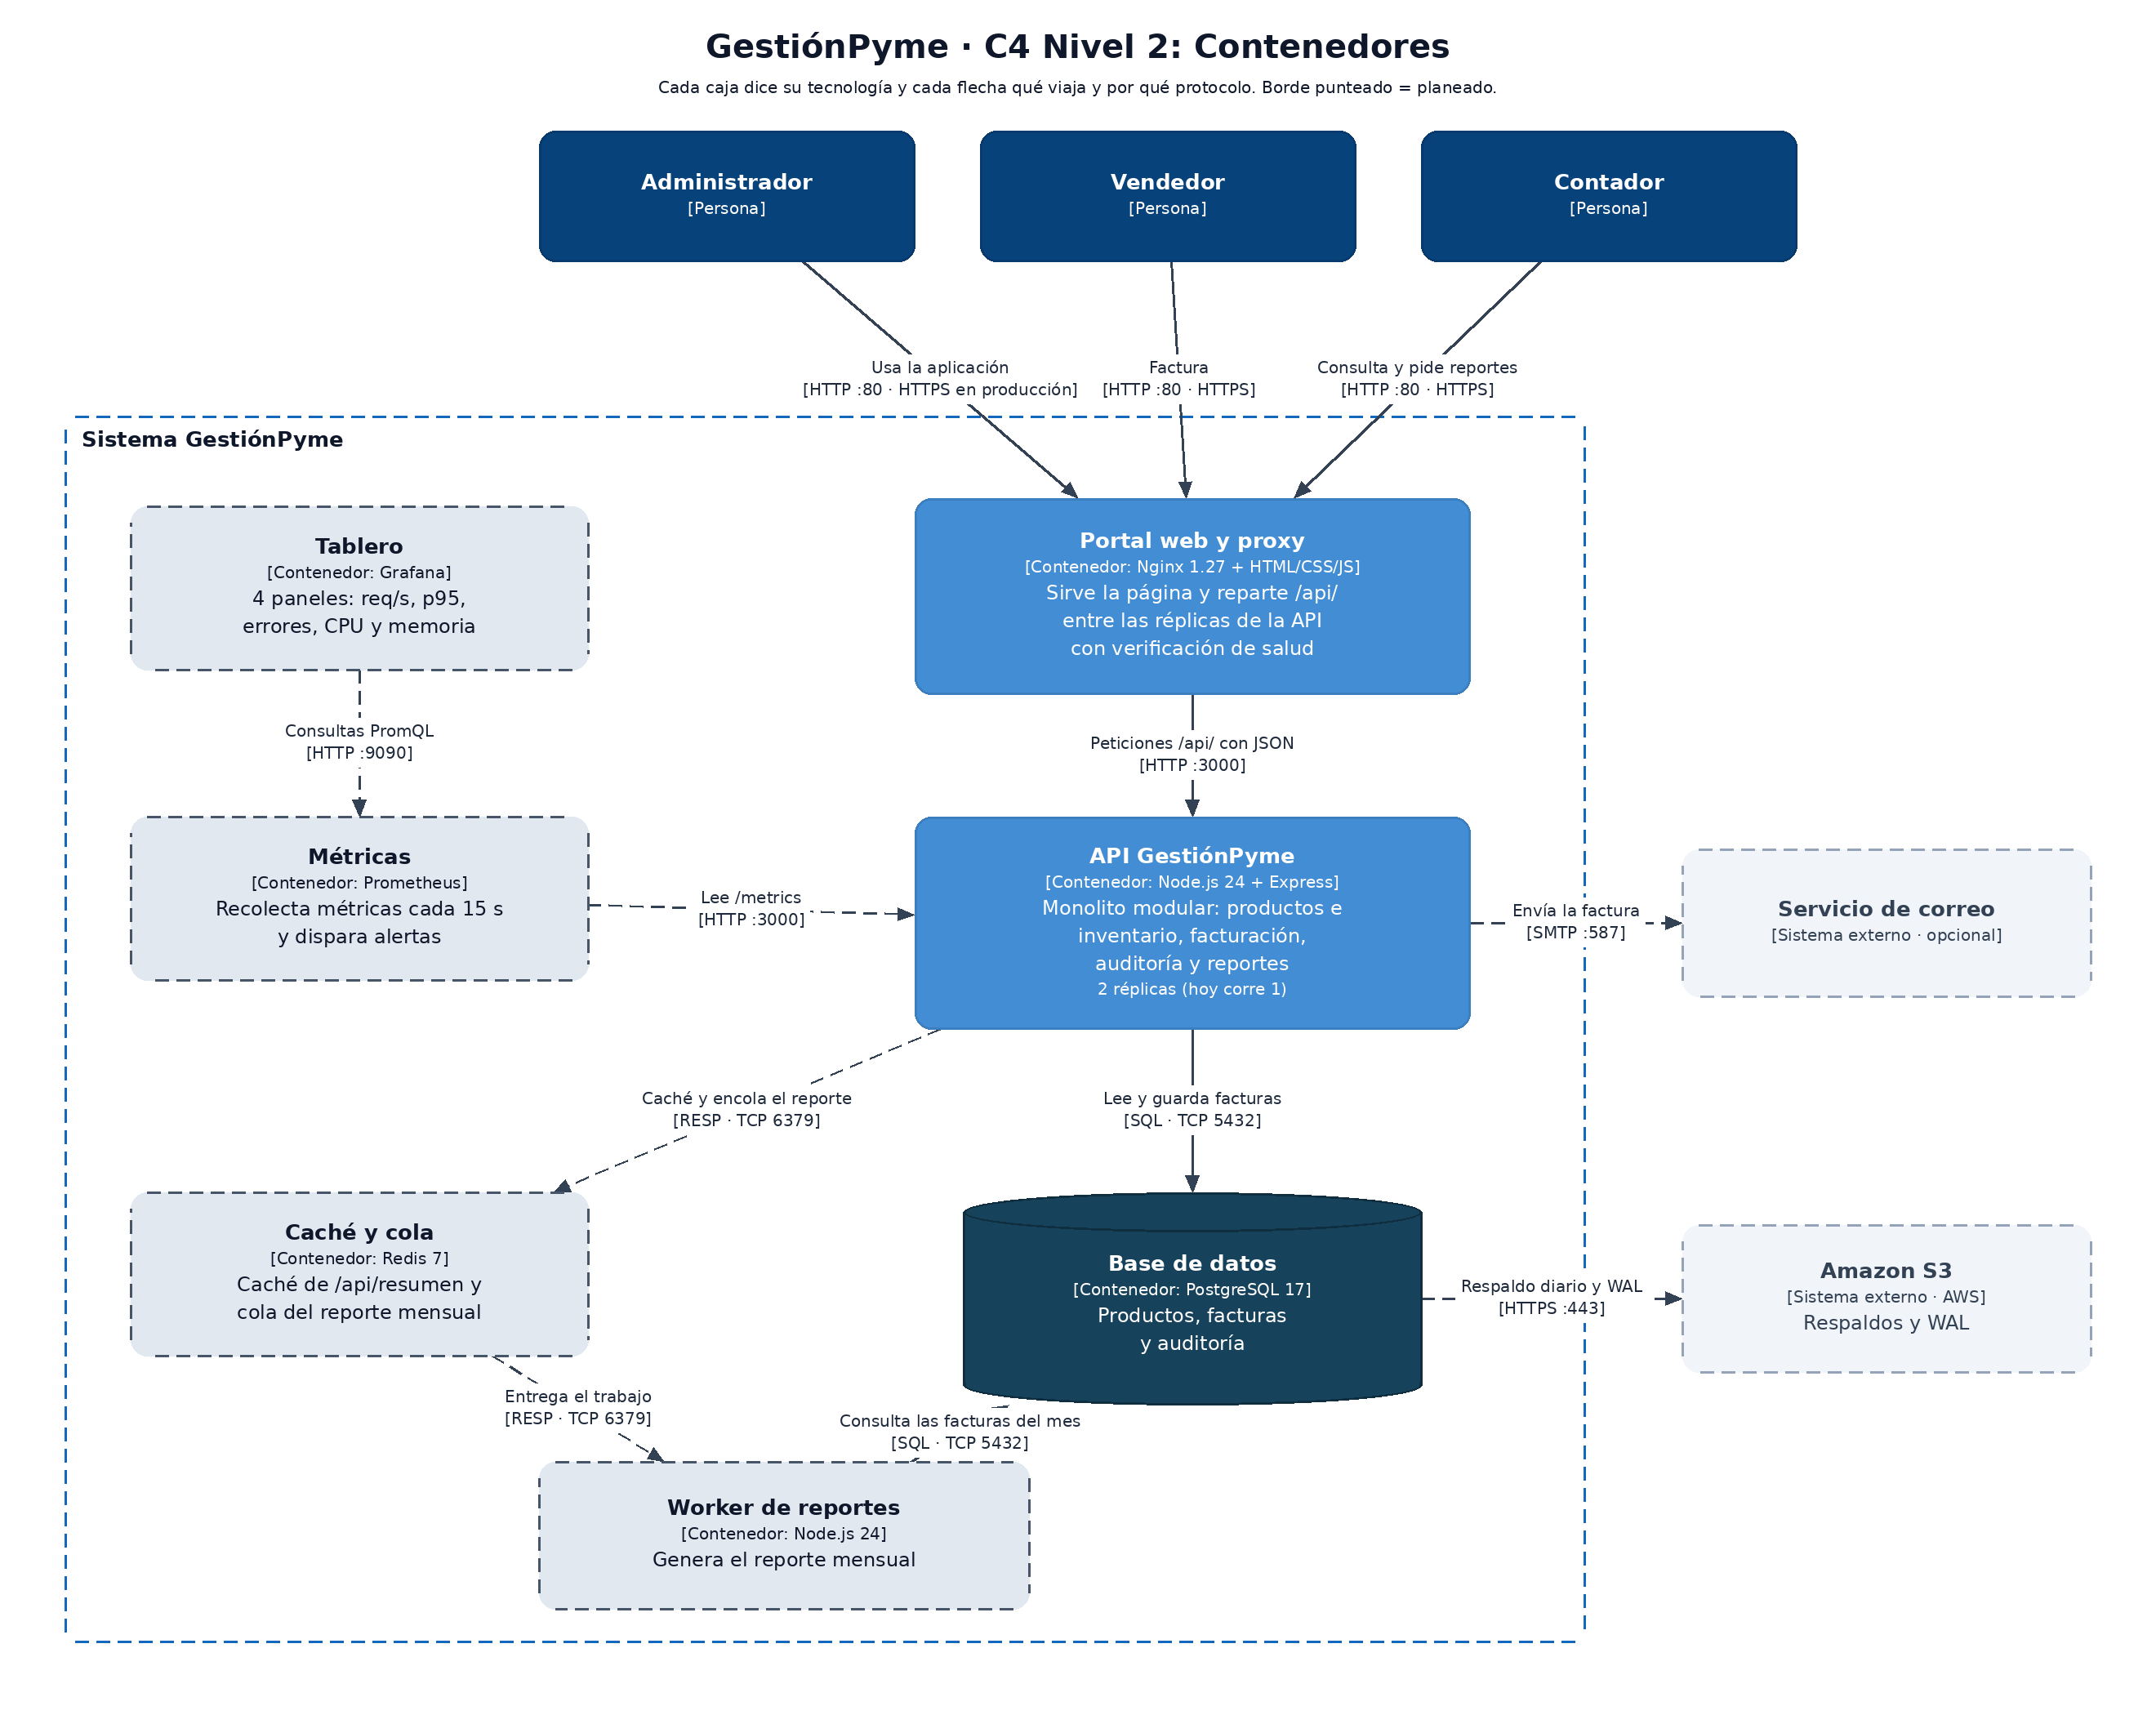 GestiónPyme · C4 Nivel 2: Contenedores
Cada caja dice su tecnología y cada flecha qué viaja y por qué protocolo. Borde punteado = planeado.
Administrador
[Persona]
Vendedor
[Persona]
Contador
[Persona]
Usa la aplicación
[HTTP :80 · HTTPS en producción]
Factura
[HTTP :80 · HTTPS]
Consulta y pide reportes
[HTTP :80 · HTTPS]
Sistema GestiónPyme
Tablero
[Contenedor: Grafana]
4 paneles: req/s, p95,
errores, CPU y memoria
Portal web y proxy
[Contenedor: Nginx 1.27 + HTML/CSS/JS]
Sirve la página y reparte /api/
entre las réplicas de la API
con verificación de salud
Consultas PromQL
[HTTP :9090]
Peticiones /api/ con JSON
[HTTP :3000]
Métricas
[Contenedor: Prometheus]
Recolecta métricas cada 15 s
y dispara alertas
Lee /metrics
[HTTP :3000]
API GestiónPyme
[Contenedor: Node.js 24 + Express]
Monolito modular: productos e
inventario, facturación,
auditoría y reportes
2 réplicas (hoy corre 1)
Envía la factura
[SMTP :587]
Servicio de correo
[Sistema externo · opcional]
Caché y encola el reporte
[RESP · TCP 6379]
Lee y guarda facturas
[SQL · TCP 5432]
Caché y cola
[Contenedor: Redis 7]
Caché de /api/resumen y
cola del reporte mensual
Base de datos
[Contenedor: PostgreSQL 17]
Productos, facturas
y auditoría
Respaldo diario y WAL
[HTTPS :443]
Amazon S3
[Sistema externo · AWS]
Respaldos y WAL
Entrega el trabajo
[RESP · TCP 6379]
Consulta las facturas del mes
[SQL · TCP 5432]
Worker de reportes
[Contenedor: Node.js 24]
Genera el reporte mensual